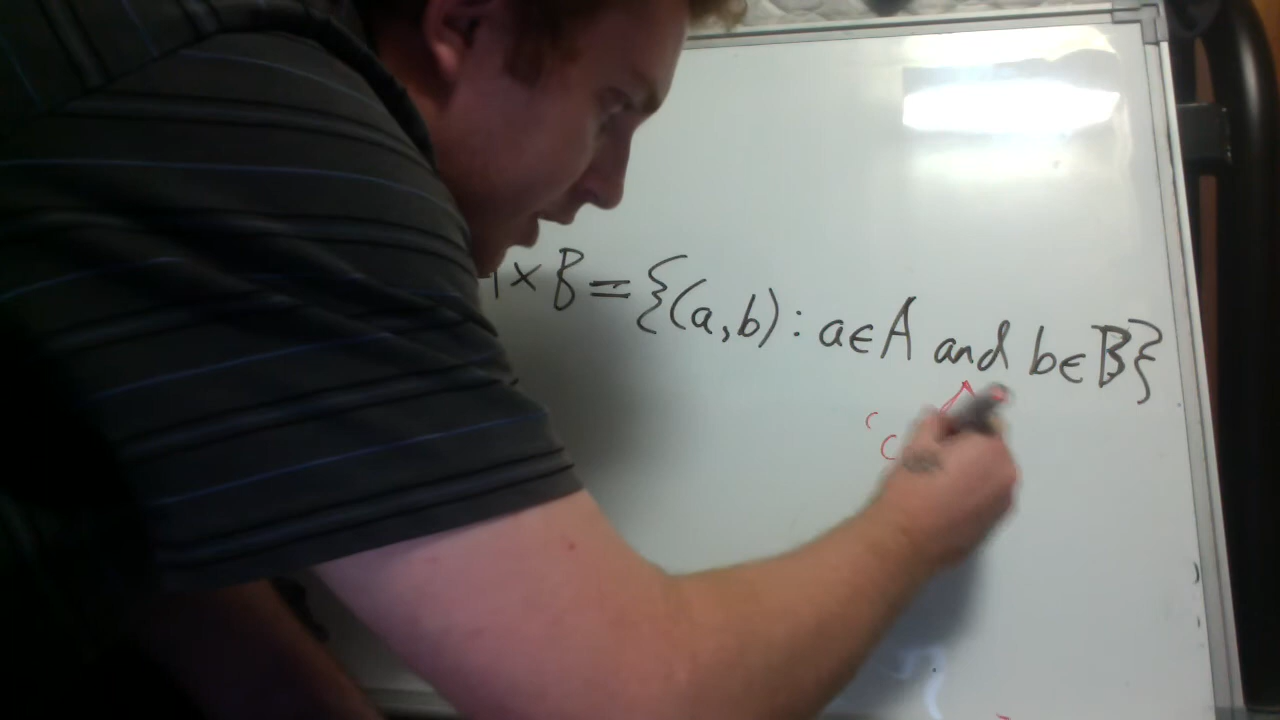 × B = {(a, b) : a ∈ A and b ∈ B}